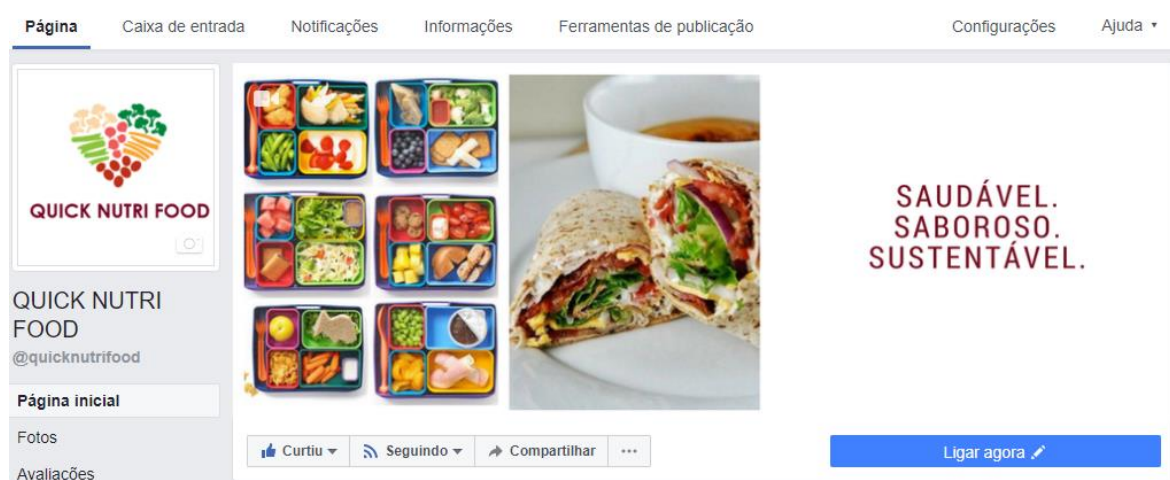 Página Caixa de entrada Notificações Informações Ferramentas de publicação Configurações Ajuda
QUICK NUTRI FOOD
QUICK NUTRI
FOOD
@quicknutrifood
Página inicial
Fotos
Avaliações
SAUDÁVEL.
SABOROSO.
SUSTENTÁVEL.
Curtiu Seguindo Compartilhar ...
Ligar agora